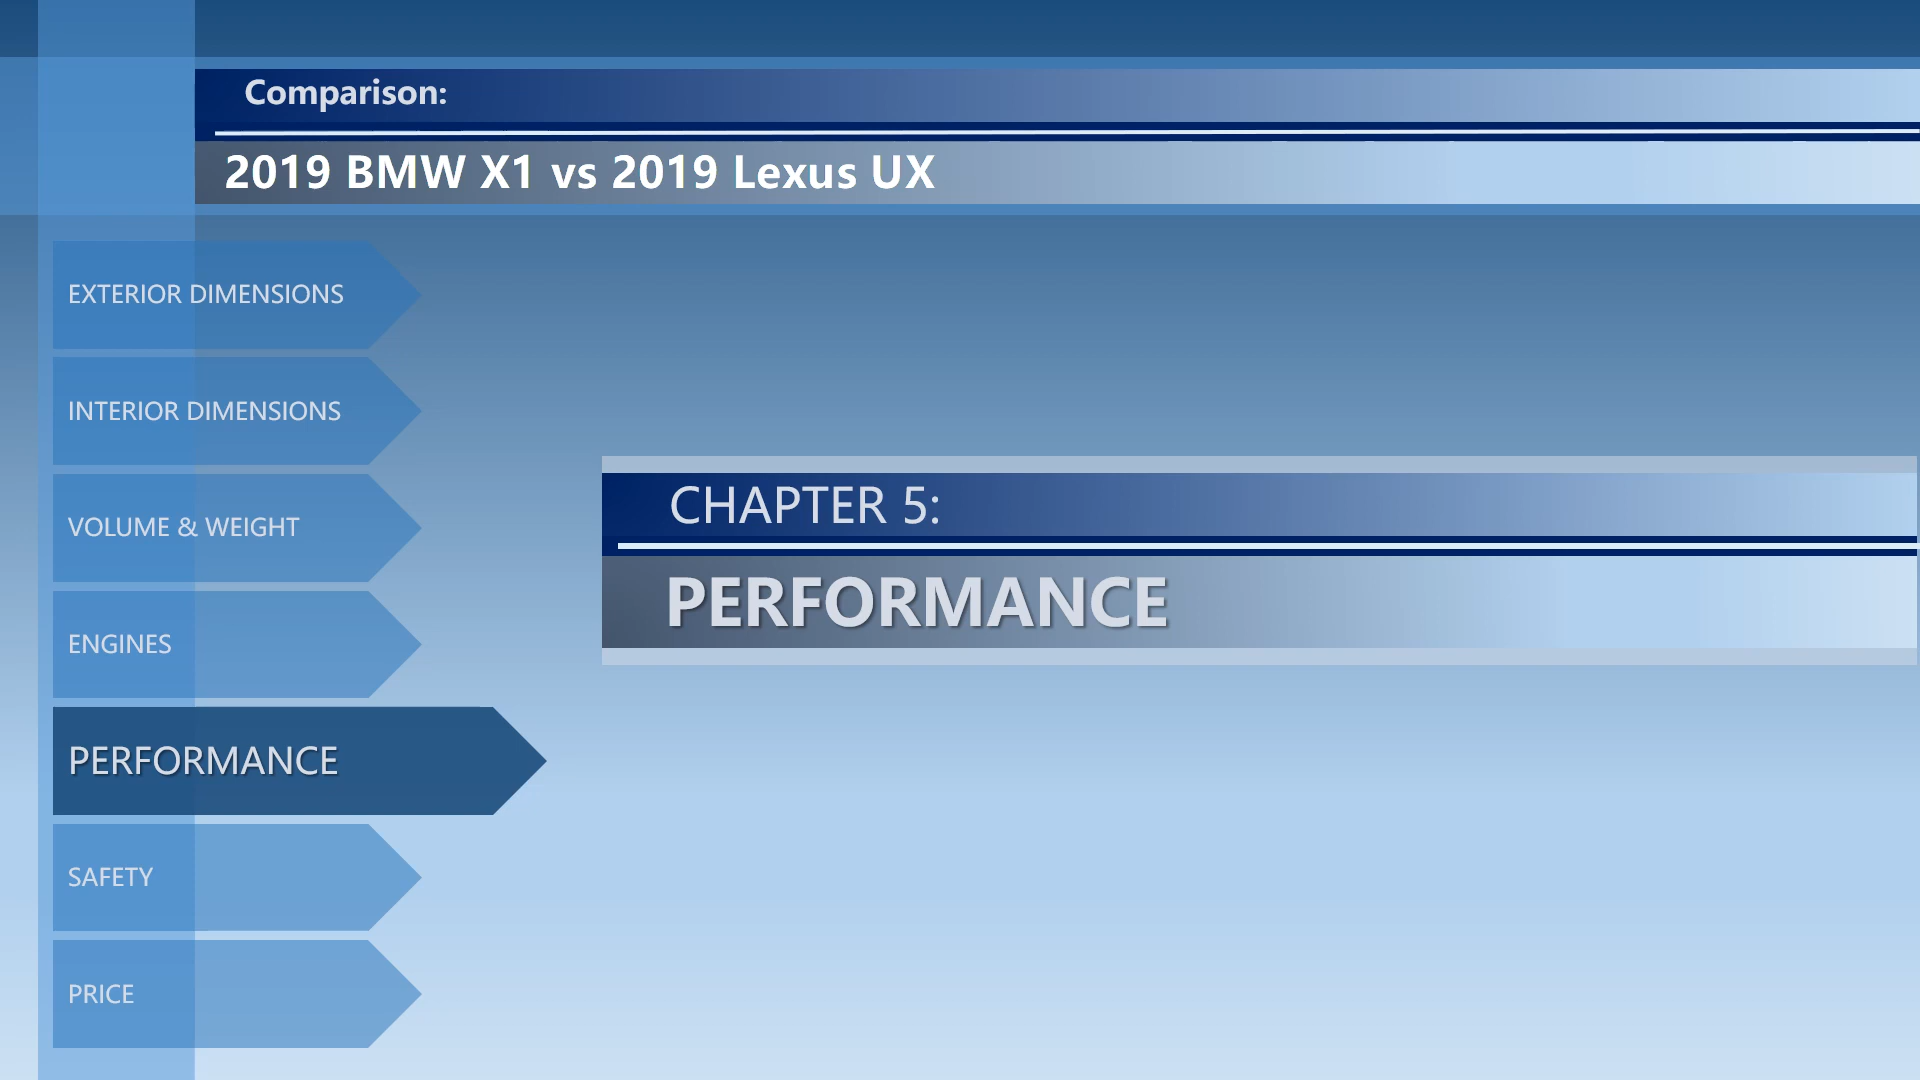 Comparison:
2019 BMW X1 vs 2019 Lexus UX
EXTERIOR DIMENSIONS
INTERIOR DIMENSIONS
VOLUME & WEIGHT
ENGINES
PERFORMANCE
SAFETY
PRICE
CHAPTER 5:
PERFORMANCE